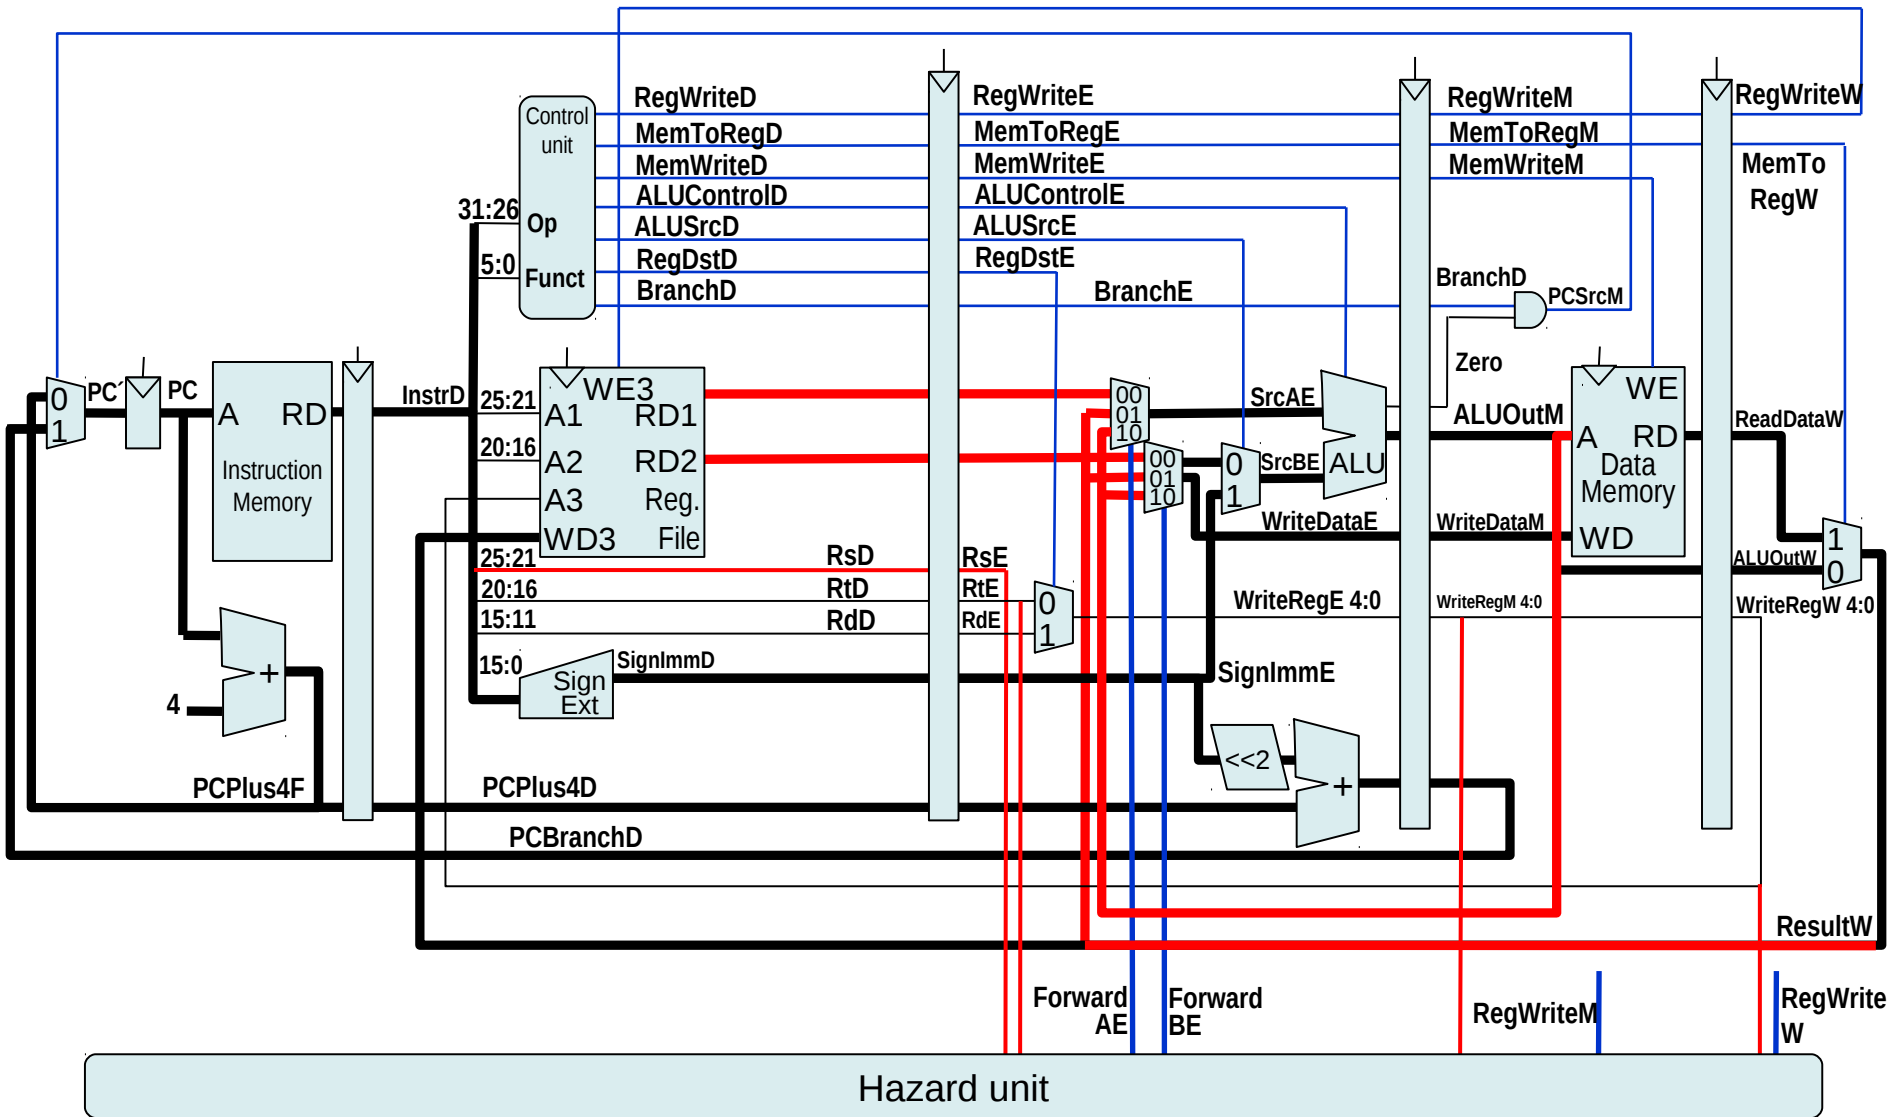 RegWriteD
RegWriteE
RegWriteM
RegWriteW
Control
unit
MemToRegD
MemToRegE
MemToRegM
MemWriteD
MemWriteE
MemWriteM
MemTo
RegW
ALUControlD
ALUControlE
31:26
Op
ALUSrcD
ALUSrcE
5:0
Funct
RegDstD
RegDstE
BranchD
BranchE
BranchD
PCSrcM
Zero
0
1
PC´
PC
A
RD
Instruction
Memory
InstrD
25:21
20:16
WE3
A1
RD1
A2
RD2
A3
Reg.
WD3
File
00
01
10
00
01
10
SrcAE
0
1
SrcBE
ALU
ALUOutM
WE
A
RD
Data
Memory
WD
ReadDataW
WriteDataE
WriteDataM
1
0
ALUOutW
25:21
RsD
RsE
20:16
RtD
RtE
15:11
RdD
RdE
0
1
WriteRegE 4:0
WriteRegM 4:0
WriteRegW 4:0
15:0
Sign
Ext
SignImmD
SignImmE
+
4
<<2
+
PCPlus4F
PCPlus4D
PCBranchD
ResultW
Forward
AE
Forward
BE
RegWriteM
RegWrite
W
Hazard unit